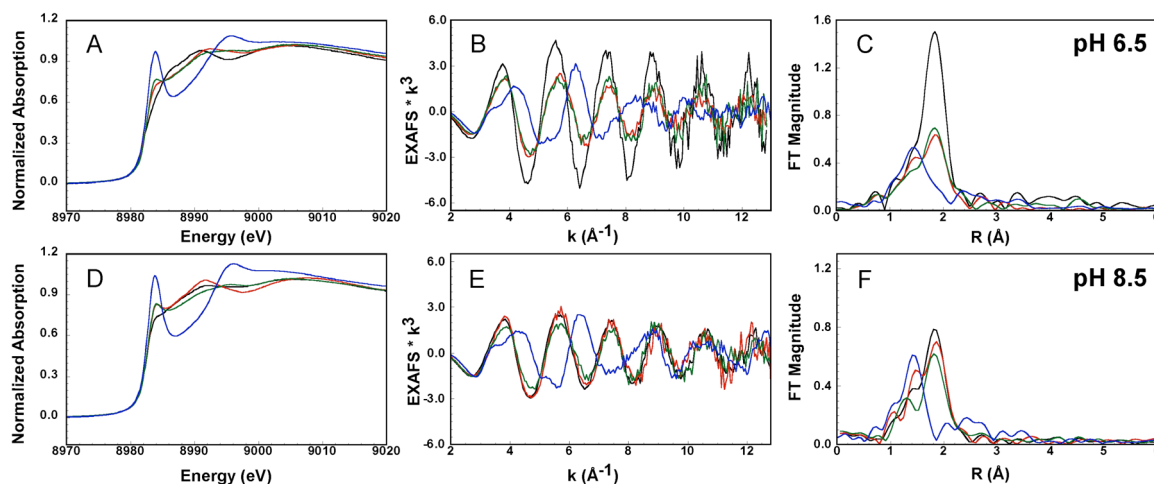 A
Normalized Absorption
1.2
0.9
0.6
0.3
0.0
8970 8980 8990 9000 9010 9020
Energy (eV)
B
EXAFS * k3
6.0
3.0
0.0
-3.0
-6.0
2 4 6 8 10 12
k (Å-1)
C
pH 6.5
FT Magnitude
1.6
1.2
0.8
0.4
0.0
0 1 2 3 4 5 6
R (Å)
D
Normalized Absorption
1.2
0.9
0.6
0.3
0.0
8970 8980 8990 9000 9010 9020
Energy (eV)
E
EXAFS * k3
6.0
3.0
0.0
-3.0
-6.0
2 4 6 8 10 12
k (Å-1)
F
pH 8.5
FT Magnitude
1.2
0.8
0.4
0.0
0 1 2 3 4 5 6
R (Å)